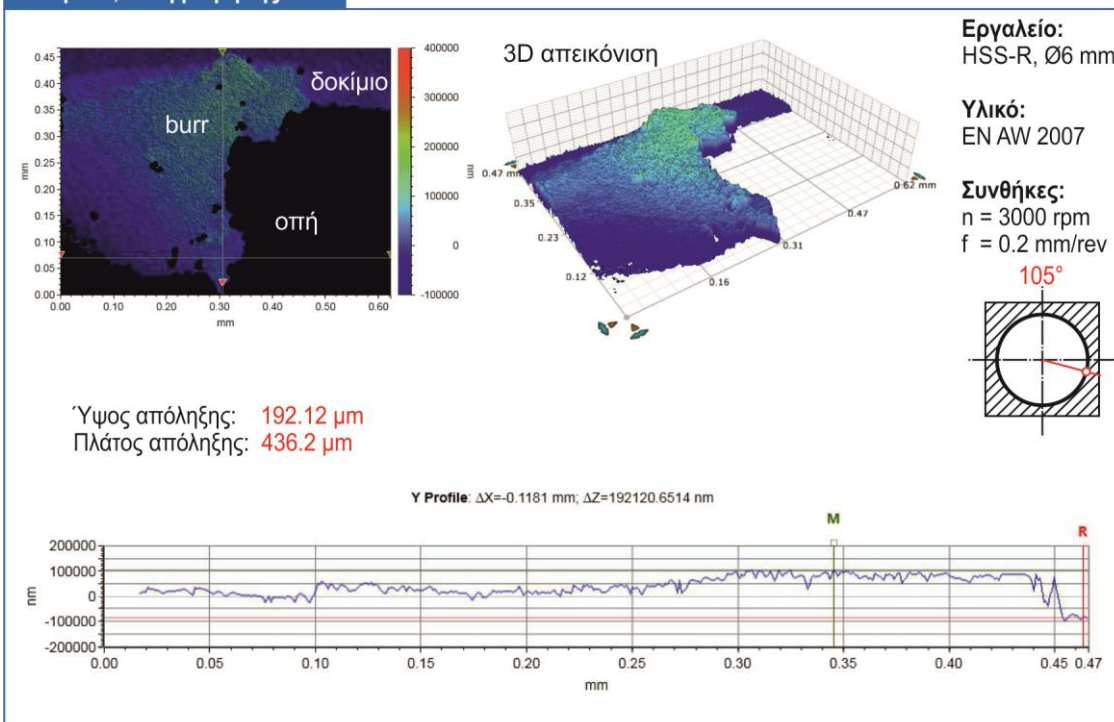 Εργαλείο:
HSS-R, Ø6 mm
Υλικό:
EN AW 2007
Συνθήκες:
n = 3000 rpm
f = 0.2 mm/rev
105°
δοκίμιο
burr
οπή
mm
0.45
0.40
0.35
0.30
0.25
0.20
0.15
0.10
0.05
0.00
0.00 0.10 0.20 0.30 0.40 0.50 0.60
mm
400000
300000
200000
100000
0
-100000
nm
3D απεικόνιση
0.47 mm
0.35
0.23
0.12
0.16
0.31
0.47
0.62 mm
Ύψος απόληξης: 192.12 μm
Πλάτος απόληξης: 436.2 μm
Y Profile: ΔX=-0.1181 mm; ΔZ=192120.6514 nm
M
R
nm
200000
100000
0
-100000
-200000
0.00 0.05 0.10 0.15 0.20 0.25 0.30 0.35 0.40 0.45 0.47
mm